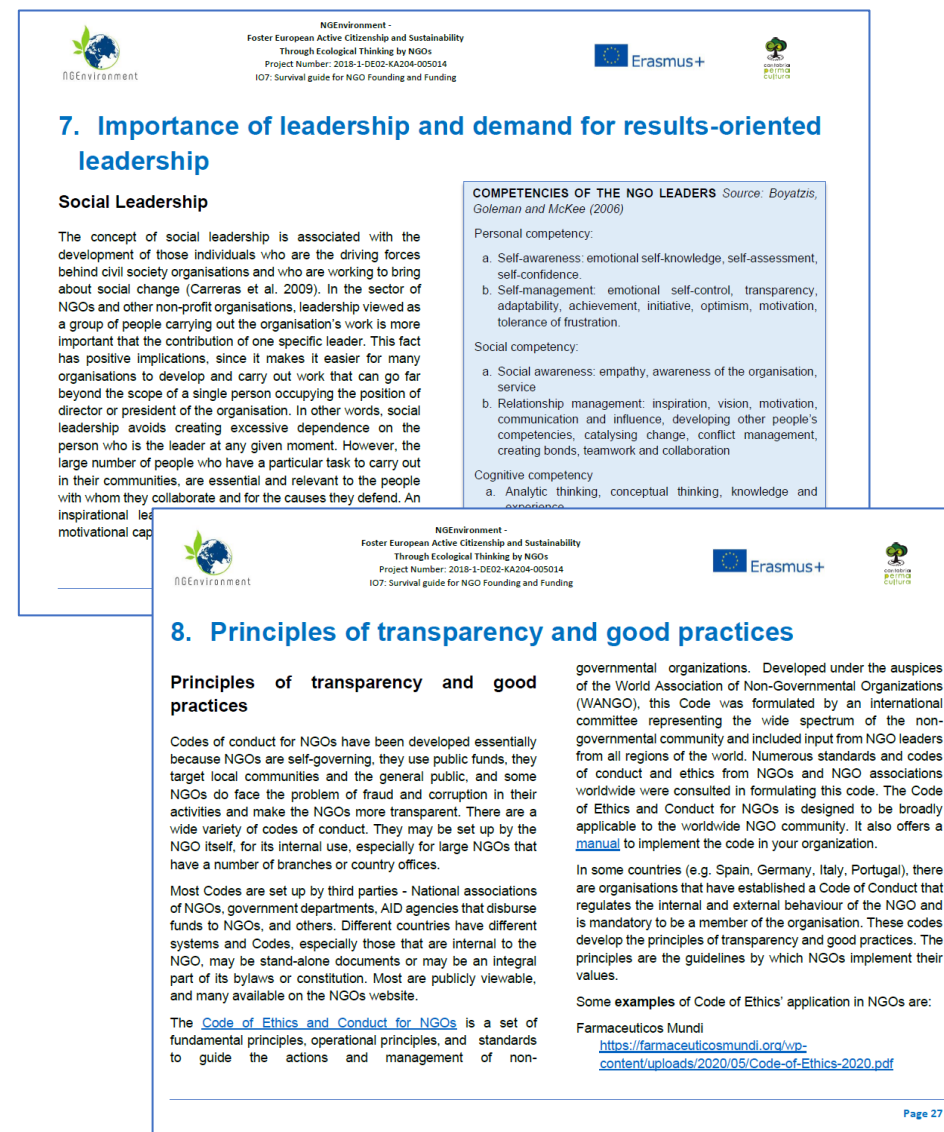 NGEnvironment -
Foster European Active Citizenship and Sustainability
Through Ecological Thinking by NGOs
Project Number: 2018-1-DE02-KA204-005014
IO7: Survival guide for NGO Founding and Funding
NGEnvironment
Erasmus+
cantabria
perma
cultura
7. Importance of leadership and demand for results-oriented
leadership
Social Leadership
The concept of social leadership is associated with the
development of those individuals who are the driving forces
behind civil society organisations and who are working to bring
about social change (Carreras et al. 2009). In the sector of
NGOs and other non-profit organisations, leadership viewed as
a group of people carrying out the organisation's work is more
important that the contribution of one specific leader. This fact
has positive implications, since it makes it easier for many
organisations to develop and carry out work that can go far
beyond the scope of a single person occupying the position of
director or president of the organisation. In other words, social
leadership avoids creating excessive dependence on the
person who is the leader at any given moment. However, the
large number of people who have a particular task to carry out
in their communities, are essential and relevant to the people
with whom they collaborate and for the causes they defend. An
inspirational lea
motivational cap
COMPETENCIES OF THE NGO LEADERS Source: Boyatzis,
Goleman and McKee (2006)
Personal competency:
a. Self-awareness: emotional self-knowledge, self-assessment,
self-confidence.
b. Self-management: emotional self-control, transparency,
adaptability, achievement, initiative, optimism, motivation,
tolerance of frustration.
Social competency:
a. Social awareness: empathy, awareness of the organisation,
service
b. Relationship management: inspiration, vision, motivation,
communication and influence, developing other people's
competencies, catalysing change, conflict management,
creating bonds, teamwork and collaboration
Cognitive competency
a. Analytic thinking, conceptual thinking, knowledge and
experience
NGEnvironment -
Foster European Active Citizenship and Sustainability
Through Ecological Thinking by NGOs
Project Number: 2018-1-DE02-KA204-005014
IO7: Survival guide for NGO Founding and Funding
NGEnvironment
Erasmus+
cantabria
perma
cultura
8. Principles of transparency and good practices
Principles of transparency and good
practices
Codes of conduct for NGOs have been developed essentially
because NGOs are self-governing, they use public funds, they
target local communities and the general public, and some
NGOs do face the problem of fraud and corruption in their
activities and make the NGOs more transparent. There are a
wide variety of codes of conduct. They may be set up by the
NGO itself, for its internal use, especially for large NGOs that
have a number of branches or country offices.
Most Codes are set up by third parties - National associations
of NGOs, government departments, AID agencies that disburse
funds to NGOs, and others. Different countries have different
systems and Codes, especially those that are internal to the
NGO, may be stand-alone documents or may be an integral
part of its bylaws or constitution. Most are publicly viewable,
and many available on the NGOs website.
The Code of Ethics and Conduct for NGOs is a set of
fundamental principles, operational principles, and standards
to guide the actions and management of non-
governmental organizations. Developed under the auspices
of the World Association of Non-Governmental Organizations
(WANGO), this Code was formulated by an international
committee representing the wide spectrum of the non-
governmental community and included input from NGO leaders
from all regions of the world. Numerous standards and codes
of conduct and ethics from NGOs and NGO associations
worldwide were consulted in formulating this code. The Code
of Ethics and Conduct for NGOs is designed to be broadly
applicable to the worldwide NGO community. It also offers a
manual to implement the code in your organization.
In some countries (e.g. Spain, Germany, Italy, Portugal), there
are organisations that have established a Code of Conduct that
regulates the internal and external behaviour of the NGO and
is mandatory to be a member of the organisation. These codes
develop the principles of transparency and good practices. The
principles are the guidelines by which NGOs implement their
values.
Some examples of Code of Ethics' application in NGOs are:
Farmaceuticos Mundi
https://farmaceuticosmundi.org/wp-
content/uploads/2020/05/Code-of-Ethics-2020.pdf
Page 27